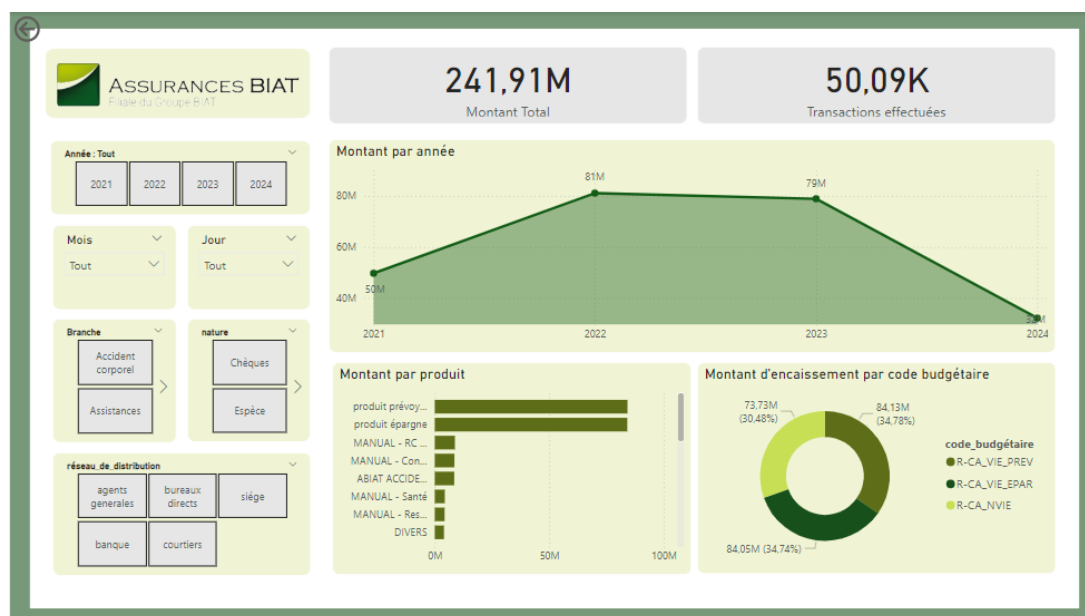 ASSURANCES BIAT
Filiale du Groupe BIAT
241,91M
Montant Total
50,09K
Transactions effectuées
Année : Tout
2021
2022
2023
2024
Mois
Tout
Jour
Tout
Branche
Accident
corporel
Assistances
nature
Chèques
Espèce
réseau_de_distribution
agents
generales
bureaux
directs
siége
banque
courtiers
Montant par année
80M
60M
40M
50M
81M
79M
2021
2022
2023
2024
Montant par produit
produit prévoy...
produit épargne
MANUAL - RC ...
MANUAL - Con...
ABIAT ACCIDE...
MANUAL - Santé
MANUAL - Res...
DIVERS
0M
50M
100M
Montant d'encaissement par code budgétaire
73,73M
(30,48%)
84,13M
(34,78%)
84,05M (34,74%)
code_budgétaire
R-CA_VIE_PREV
R-CA_VIE_EPAR
R-CA_NVIE